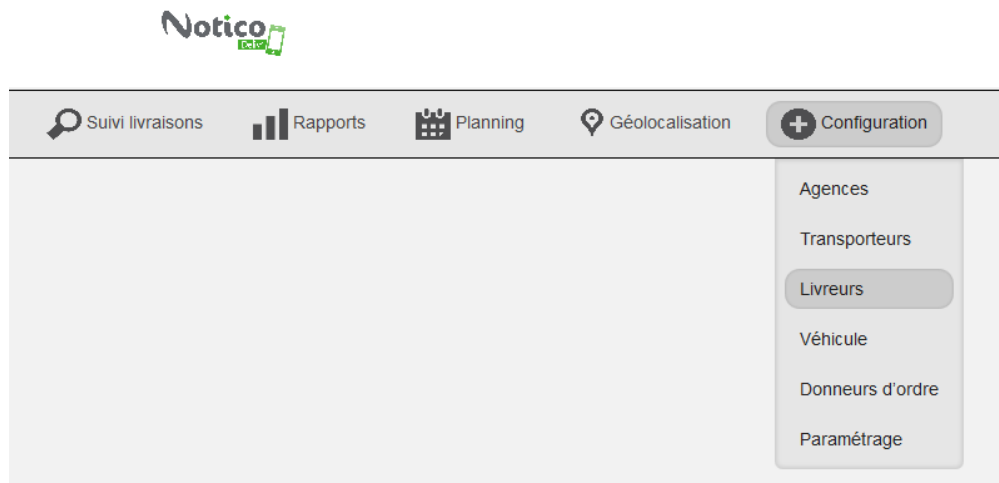 Notico
Deliv'
Suivi livraisons Rapports Planning Géolocalisation Configuration
Agences
Transporteurs
Livreurs
Véhicule
Donneurs d'ordre
Paramétrage